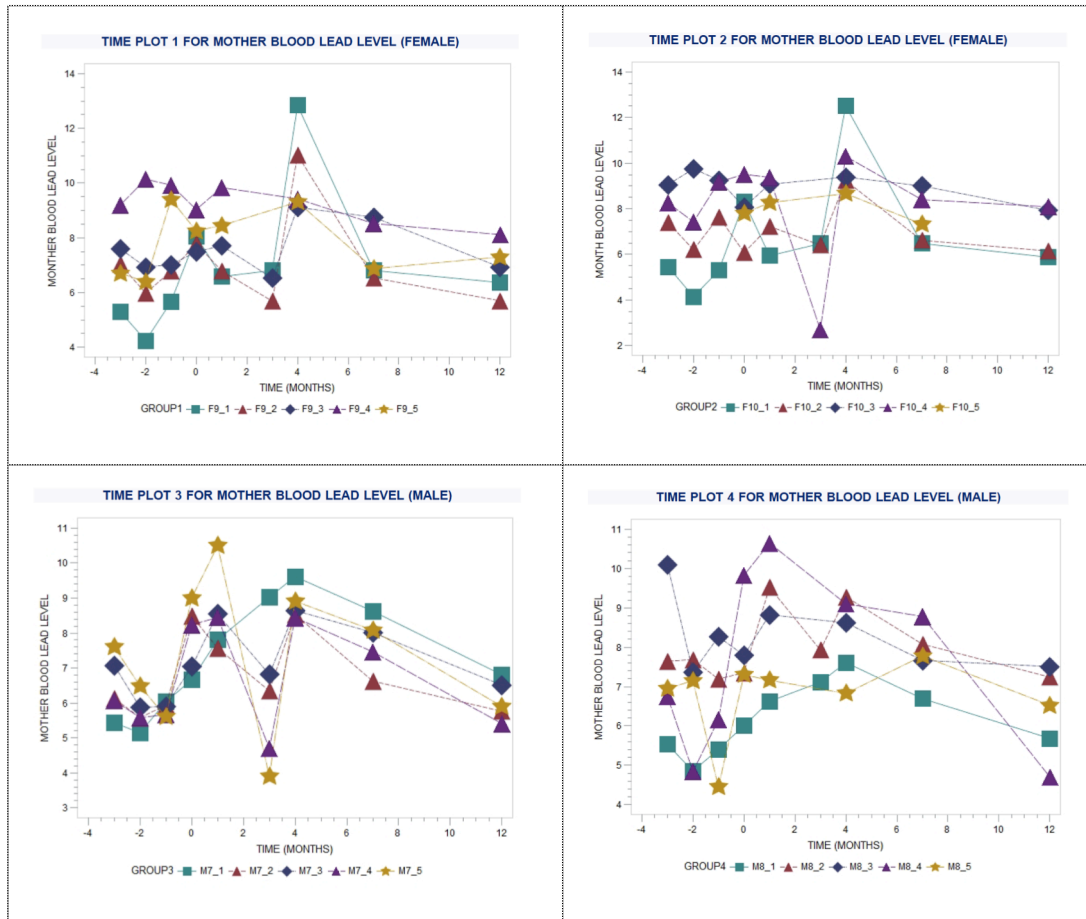 TIME PLOT 1 FOR MOTHER BLOOD LEAD LEVEL (FEMALE)
MONTHER BLOOD LEAD LEVEL
14
12
10
8
6
4
-4 -2 0 2 4 6 8 10 12
TIME (MONTHS)
GROUP1 F9_1 F9_2 F9_3 F9_4 F9_5
TIME PLOT 2 FOR MOTHER BLOOD LEAD LEVEL (FEMALE)
MONTH BLOOD LEAD LEVEL
14
12
10
8
6
4
2
-4 -2 0 2 4 6 8 10 12
TIME (MONTHS)
GROUP2 F10_1 F10_2 F10_3 F10_4 F10_5
TIME PLOT 3 FOR MOTHER BLOOD LEAD LEVEL (MALE)
MOTHER BLOOD LEVEL
11
10
9
8
7
6
5
4
3
-4 -2 0 2 4 6 8 10 12
TIME (MONTHS)
GROUP3 M7_1 M7_2 M7_3 M7_4 M7_5
TIME PLOT 4 FOR MOTHER BLOOD LEAD LEVEL (MALE)
MOTHER BLOOD LEAD LEVEL
11
10
9
8
7
6
5
4
-4 -2 0 2 4 6 8 10 12
TIME (MONTHS)
GROUP4 M8_1 M8_2 M8_3 M8_4 M8_5